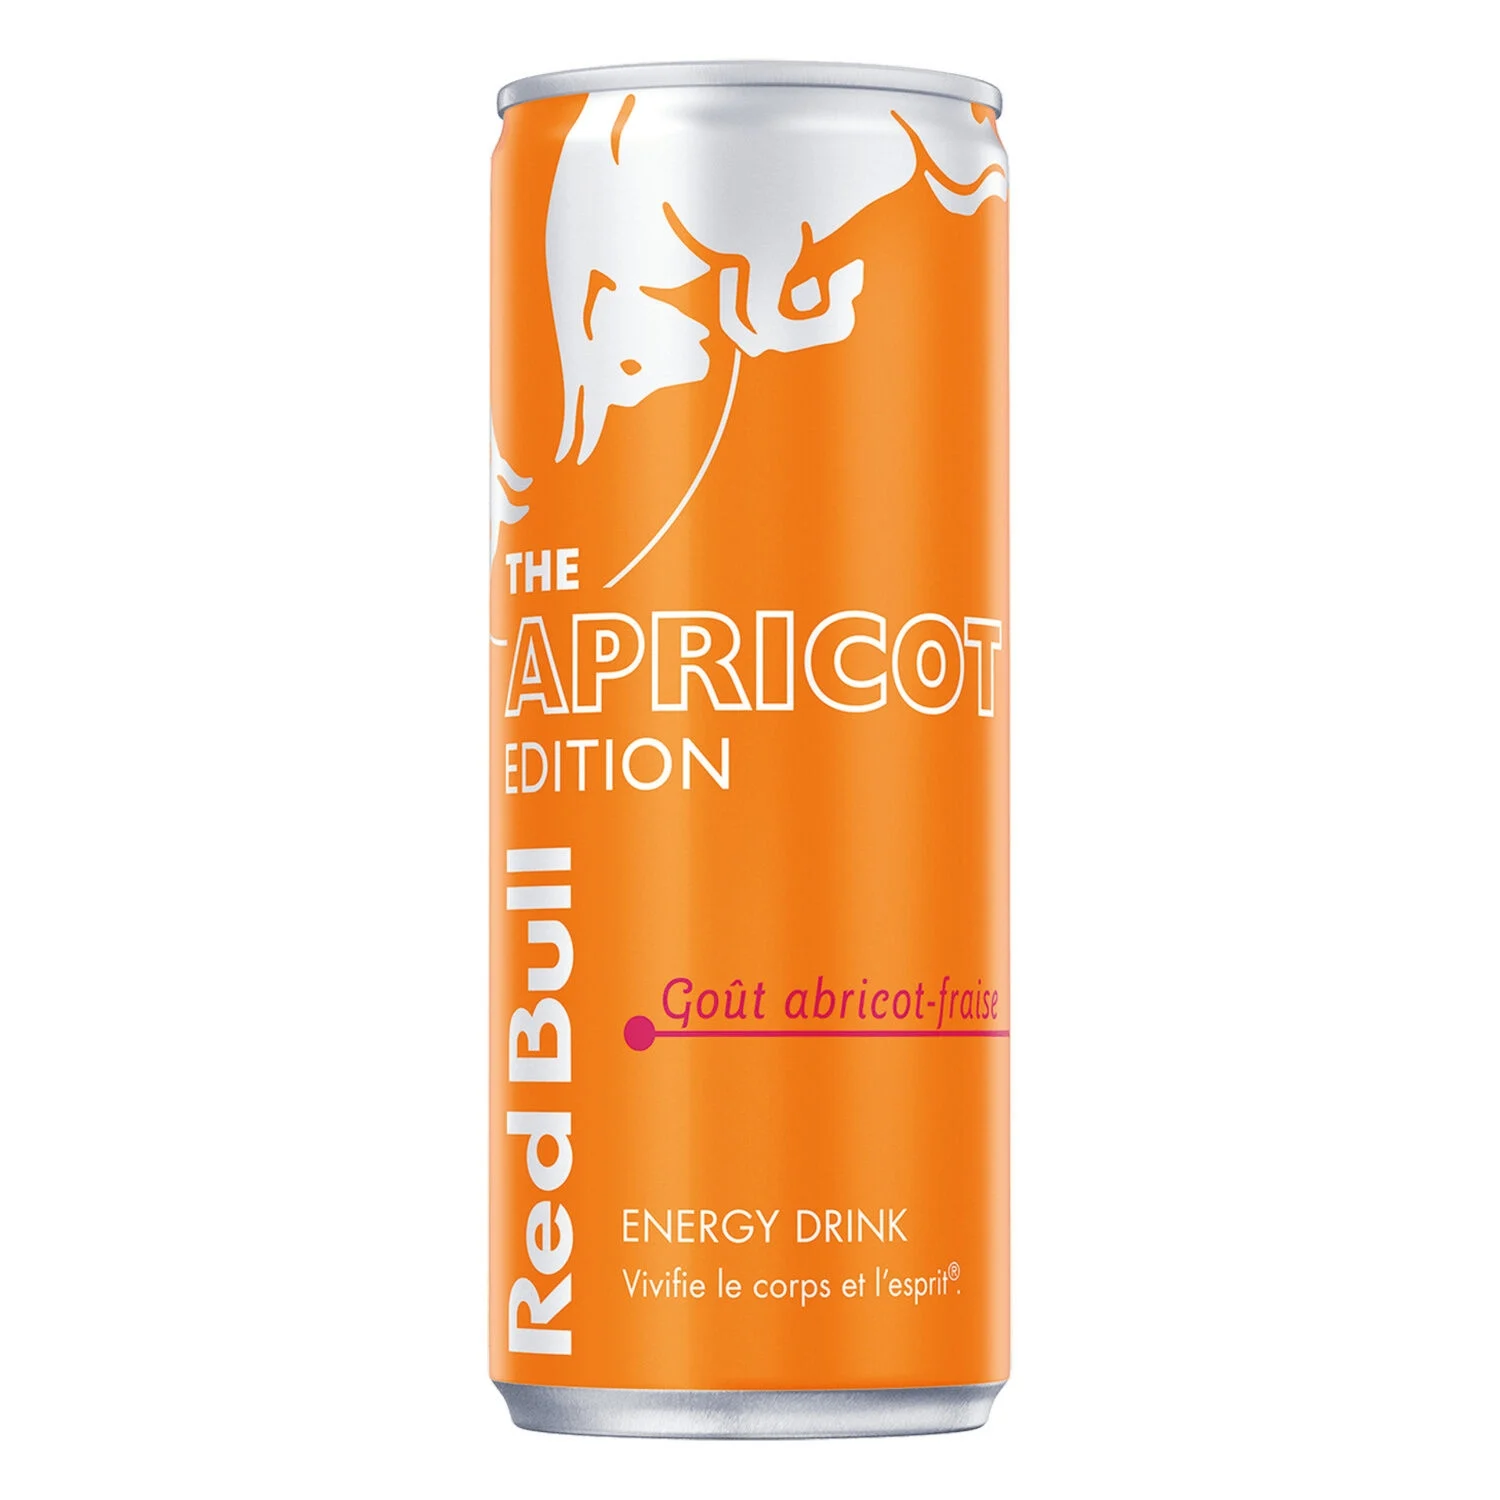 THE
APRICOT
EDITION
Red Bull
Goût abricot-fraise
ENERGY DRINK
Vivifie le corps et l'esprit®.